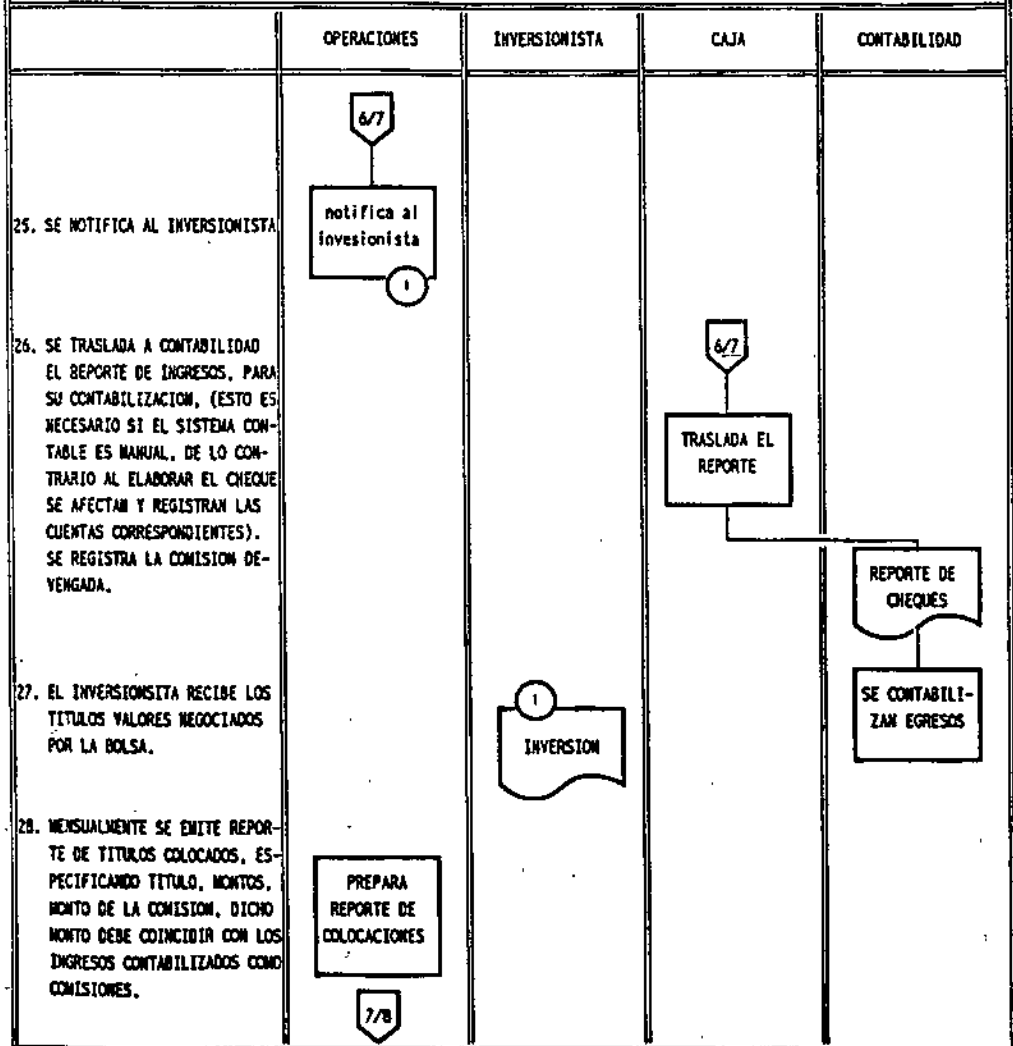 OPERACIONES INVERSIONISTA CAJA CONTABILIDAD
6/7
25. SE NOTIFICA AL INVERSIONISTA
notifica al
invesionista
1
26. SE TRASLADA A CONTABILIDAD
EL REPORTE DE INGRESOS, PARA
SU CONTABILIZACION, (ESTO ES
NECESARIO SI EL SISTEMA CON-
TABLE ES MANUAL, DE LO CON-
TRARIO AL ELABORAR EL CHEQUE
SE AFECTAN Y REGISTRAN LAS
CUENTAS CORRESPONDIENTES).
SE REGISTRA LA COMISION DE-
VENGADA.
6/7
TRASLADA EL
REPORTE
REPORTE DE
CHEQUES
27. EL INVERSIONSITA RECIBE LOS
TITULOS VALORES NEGOCIADOS
POR LA BOLSA.
1
INVERSION
SE CONTABILI-
ZAN EGRESOS
28. MENSUALMENTE SE EMITE REPOR-
TE DE TITULOS COLOCADOS, ES-
PECIFICANDO TITULO, MONTOS,
MONTO DE LA COMISION, DICHO
MONTO DEBE COINCIDIR CON LOS
INGRESOS CONTABILIZADOS COMO
COMISIONES.
PREPARA
REPORTE DE
COLOCACIONES
7/8